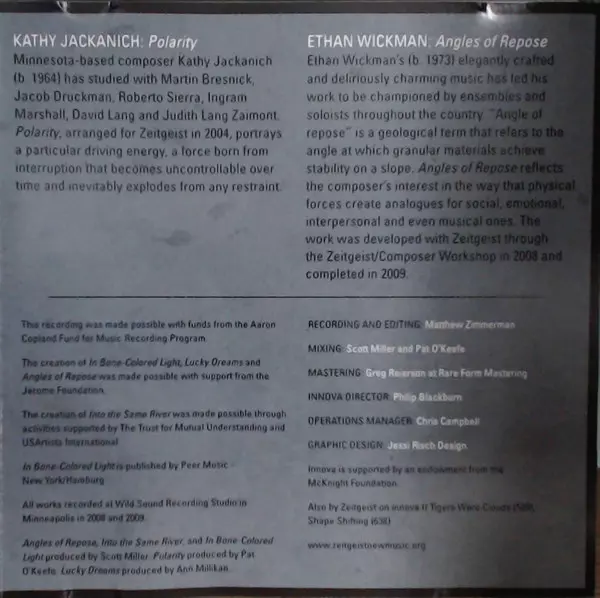 KATHY JACKANICH: Polarity
Minnesota-based composer Kathy Jackanich
(b. 1964) has studied with Martin Bresnick,
Jacob Druckman, Roberto Sierra, Ingram
Marshall, David Lang and Judith Lang Zaimont.
Polarity, arranged for Zeitgeist in 2004, portrays
a particular driving energy, a force born from
interruption that becomes uncontrollable over
time and inevitably explodes from any restraint.
ETHAN WICKMAN: Angles of Repose
Ethan Wickman's (b. 1973) elegantly crafted
and deliriously charming music has led his
work to be championed by ensembles and
soloists throughout the country. "Angle of
repose" is a geological term that refers to the
angle at which granular materials achieve
stability on a slope. Angles of Repose reflects
the composer's interest in the way that physical
forces create analogues for social, emotional,
interpersonal and even musical ones. The
work was developed with Zeitgeist through
the Zeitgeist/Composer Workshop in 2008 and
completed in 2009.
This recording was made possible with funds from the Aaron
Copland Fund for Music Recording Program.
The creation of In Bone-Colored Light, Lucky Dreams and
Angles of Repose was made possible with support from the
Jerome Foundation.
The creation of Into the Same River was made possible through
activities supported by The Trust for Mutual Understanding and
USArtists International.
In Bone-Colored Light is published by Peer Music -
New York/Hamburg
All works recorded at Wild Sound Recording Studio in
Minneapolis in 2008 and 2009.
Angles of Repose, Into the Same River, and In Bone-Colored
Light produced by Scott Miller. Polarity produced by Pat
O'Keefe. Lucky Dreams produced by Ann Millikan.
RECORDING AND EDITING: Matthew Zimmerman
MIXING: Scott Miller and Pat O'Keefe
MASTERING: Greg Reierson at Rare Form Mastering
INNOVA DIRECTOR: Philip Blackburn
OPERATIONS MANAGER: Chris Campbell
GRAPHIC DESIGN: Jessi Risch Design
Innova is supported by an endowment from the
McKnight Foundation.
Also by Zeitgeist on innova: If Tigers Were Clouds (589),
Shape Shifting (638)
www.zeitgeistnewmusic.org